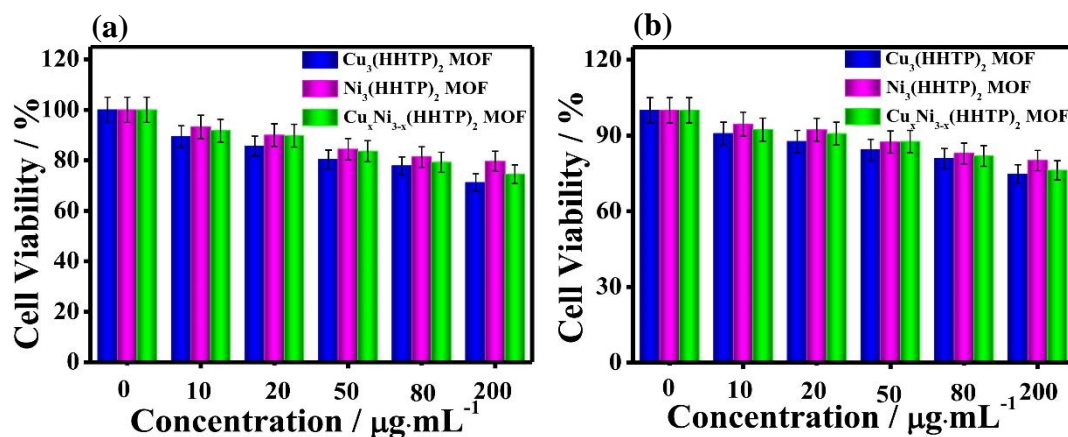 (a)
Cell Viability / %
120
100
80
60
40
20
0
Cu₃(HHTP)₂ MOF
Ni₃(HHTP)₂ MOF
CuₓNi₃₋ₓ(HHTP)₂ MOF
0 10 20 50 80 200
Concentration / μg·mL⁻¹
(b)
Cell Viability / %
120
90
60
30
0
Cu₃(HHTP)₂ MOF
Ni₃(HHTP)₂ MOF
CuₓNi₃₋ₓ(HHTP)₂ MOF
0 10 20 50 80 200
Concentration / μg·mL⁻¹